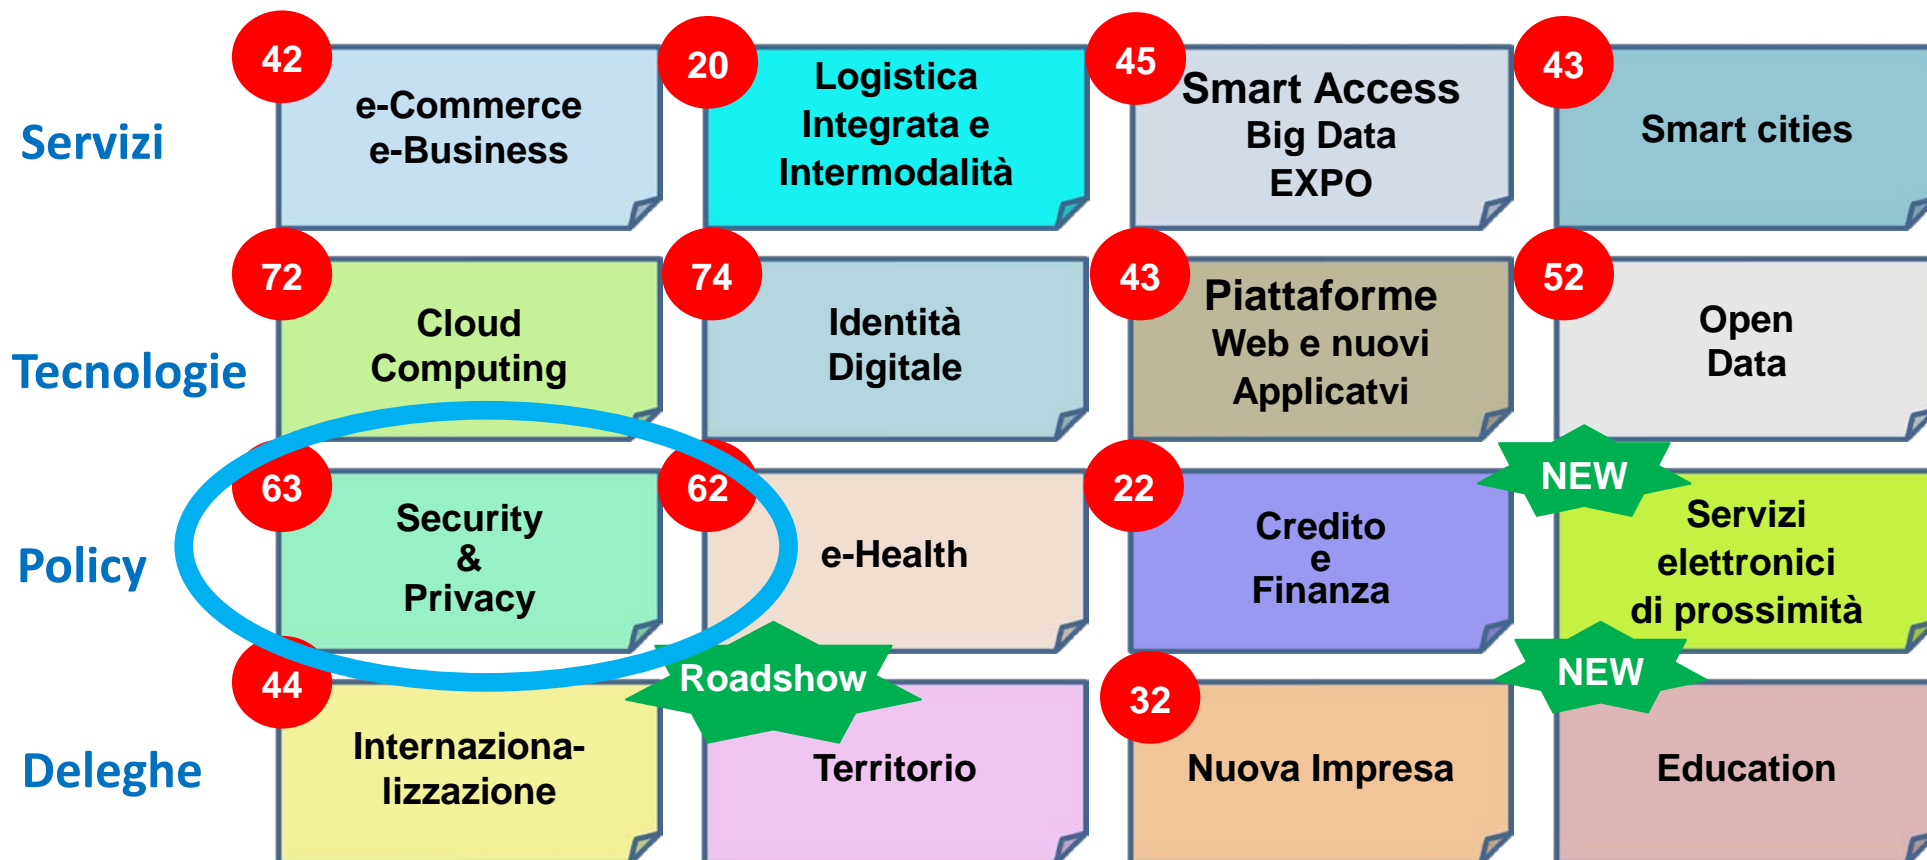 Servizi
42
e-Commerce
e-Business
20
Logistica
Integrata e
Intermodalità
45
Smart Access
Big Data
EXPO
43
Smart cities
Tecnologie
72
Cloud
Computing
74
Identità
Digitale
43
Piattaforme
Web e nuovi
Applicatvi
52
Open
Data
Policy
63
Security
&
Privacy
62
e-Health
22
Credito
e
Finanza
NEW
Servizi
elettronici
di prossimità
Deleghe
44
Internaziona-
lizzazione
Roadshow
Territorio
32
Nuova Impresa
NEW
Education